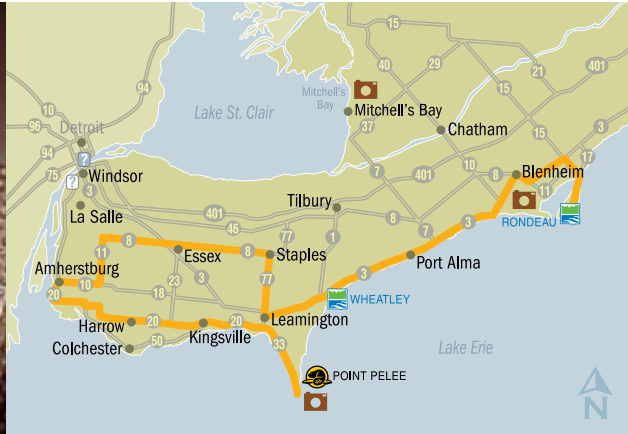 94
15
401
10
40
29
21
96
Mitchell's
Bay
Mitchell's Bay
Lake St. Clair
94
Detroit
37
Chatham
15
3
?
94
75
?
Windsor
3
7
10
8
Blenheim
17
11
La Salle
Tilbury
401
401
46
77
8
7
3
RONDEAU
11
8
Essex
8
Staples
1
3
Port Alma
Amherstburg
10
23
3
77
3
20
18
WHEATLEY
Harrow
20
20
Leamington
Kingsville
Colchester
50
33
Lake Erie
POINT PELEE
N